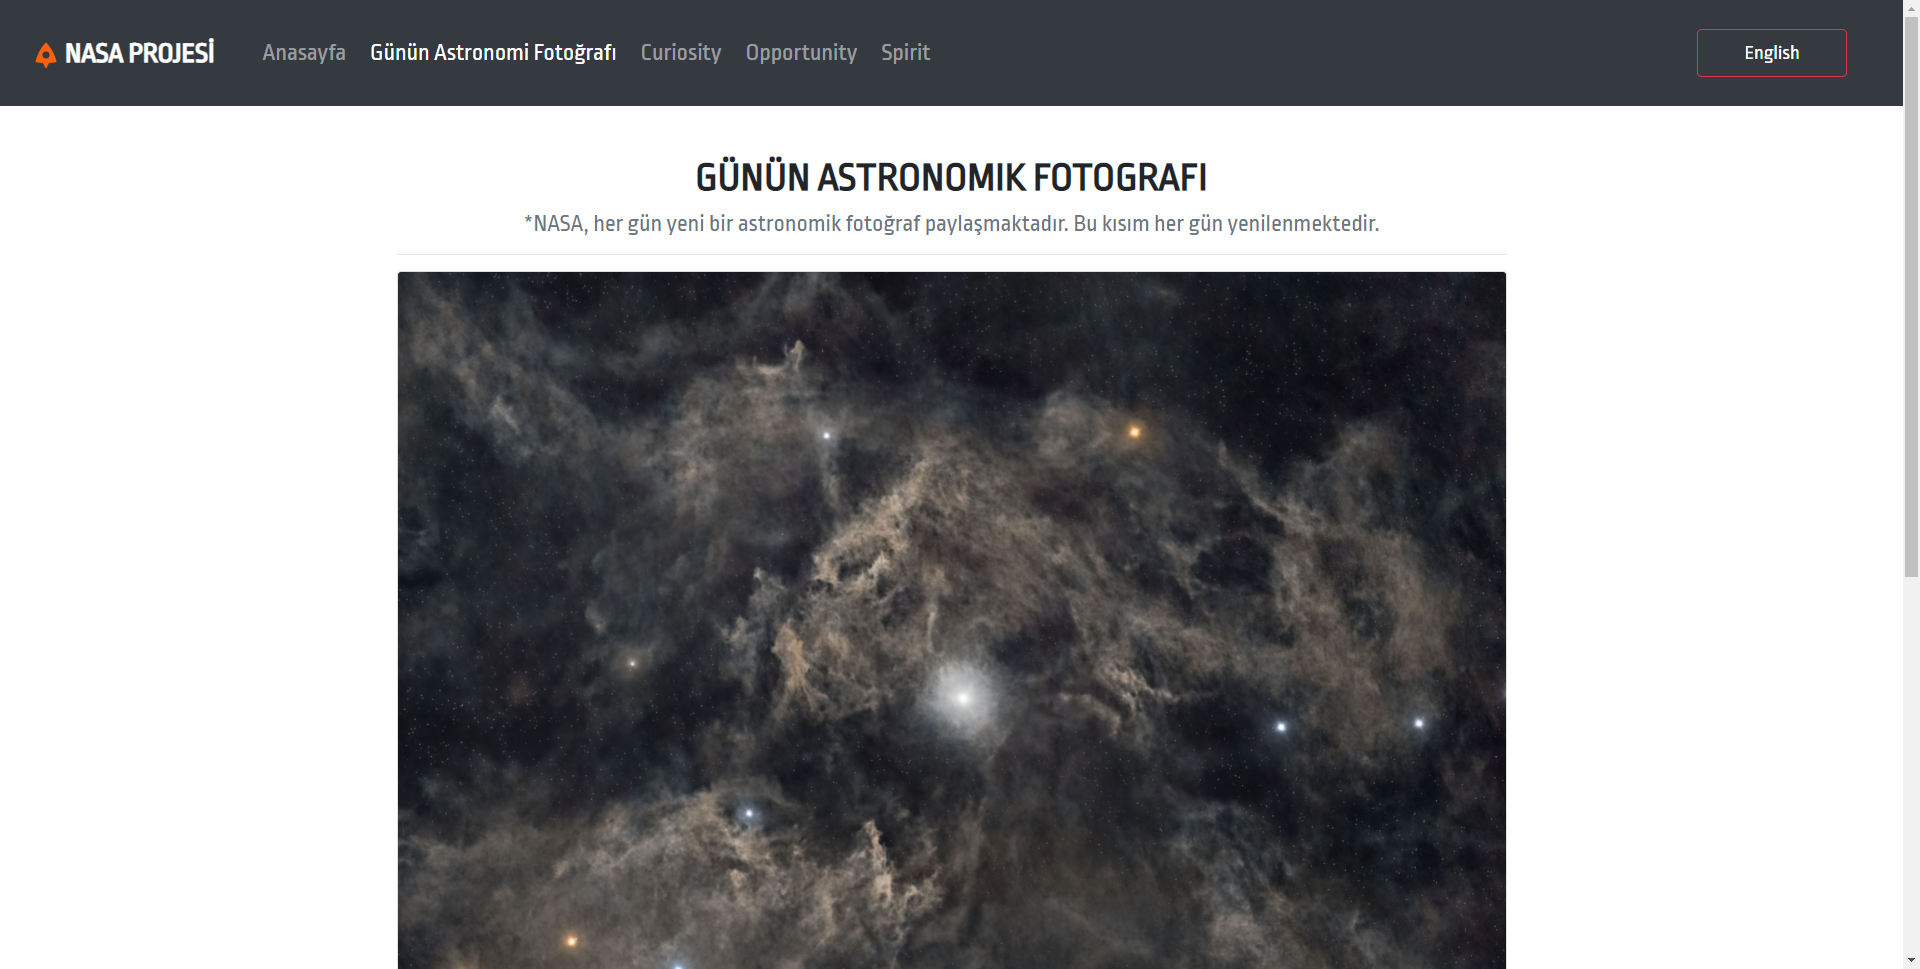 NASA PROJESİ
Anasayfa
Günün Astronomi Fotoğrafı
Curiosity
Opportunity
Spirit
English
GÜNÜN ASTRONOMIK FOTOGRAFI
*NASA, her gün yeni bir astronomik fotoğraf paylaşmaktadır. Bu kısım her gün yenilenmektedir.